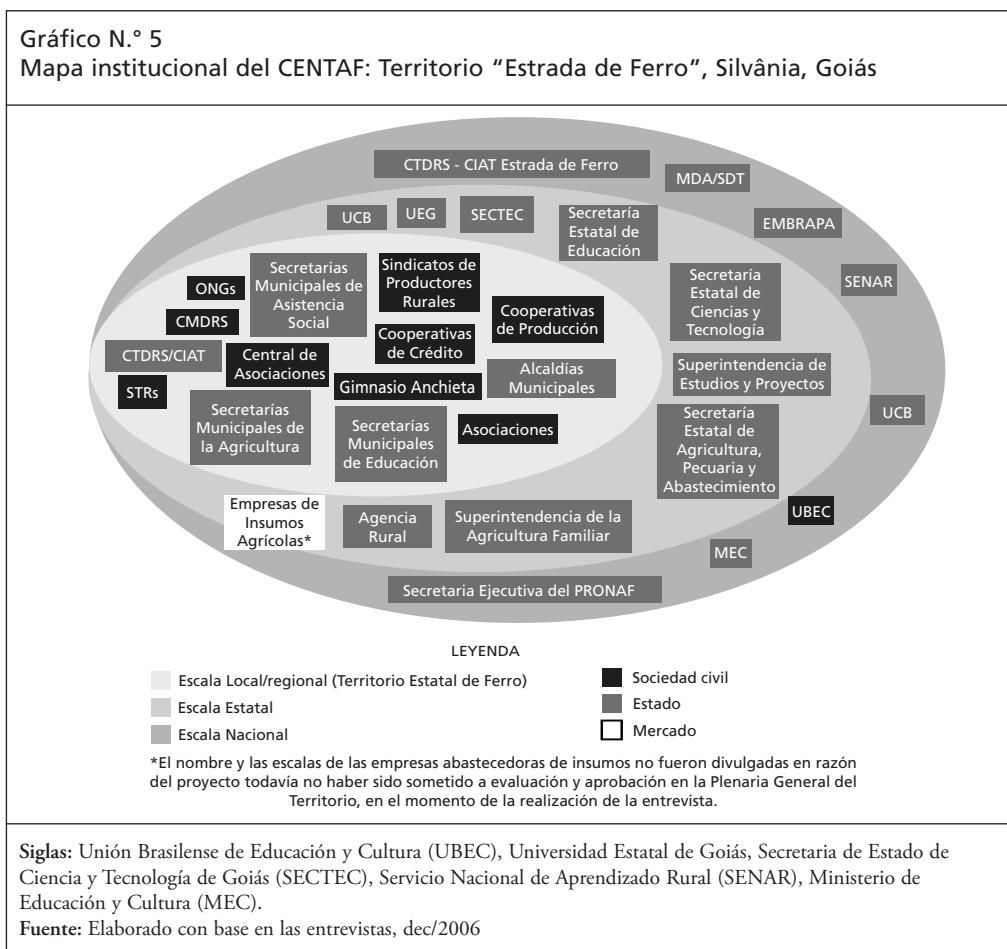 Gráfico N.° 5
Mapa institucional del CENTAF: Territorio “Estrada de Ferro”, Silvânia, Goiás
CTDRS - CIAT Estrada de Ferro
MDA/SDT
UCB
UEG
SECTEC
Secretaría
Estatal de
Educación
EMBRAPA
SENAR
ONGs
CMDRS
Secretarias
Municipales de
Asistencia
Social
Sindicatos de
Productores
Rurales
Cooperativas
de Producción
Secretaría
Estatal de
Ciencias y
Tecnología
CTDRS/CIAT
Central de
Asociaciones
Cooperativas
de Crédito
STRs
Gimnasio Anchieta
Alcaldías
Municipales
Superintendencia de
Estudios y Proyectos
UCB
Secretarías
Municipales de
la Agricultura
Secretarías
Municipales
de Educación
Asociaciones
Secretaría
Estatal de
Agricultura,
Pecuaria y
Abastecimiento
Empresas de
Insumos
Agrícolas*
Agencia
Rural
Superintendencia de la
Agricultura Familiar
UBEC
MEC
Secretaria Ejecutiva del PRONAF
LEYENDA
Escala Local/regional (Territorio Estatal de Ferro)
Escala Estatal
Escala Nacional
Sociedad civil
Estado
Mercado
*El nombre y las escalas de las empresas abastecedoras de insumos no fueron divulgadas en razón
del proyecto todavía no haber sido sometido a evaluación y aprobación en la Plenaria General del
Territorio, en el momento de la realización de la entrevista.
Siglas: Unión Brasilense de Educación y Cultura (UBEC), Universidad Estatal de Goiás, Secretaria de Estado de
Ciencia y Tecnología de Goiás (SECTEC), Servicio Nacional de Aprendizado Rural (SENAR), Ministerio de
Educación y Cultura (MEC).
Fuente: Elaborado con base en las entrevistas, dec/2006